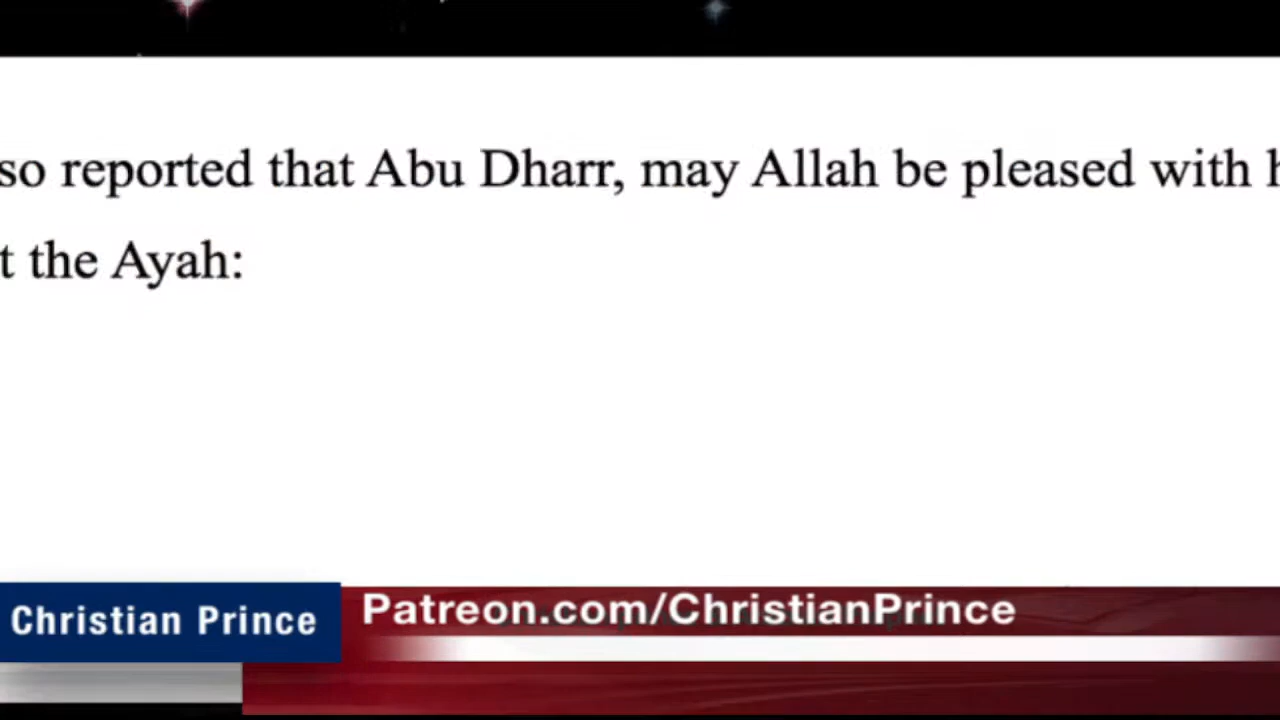 so reported that Abu Dharr, may Allah be pleased with h
t the Ayah:
Christian Prince
Patreon.com/ChristianPrince